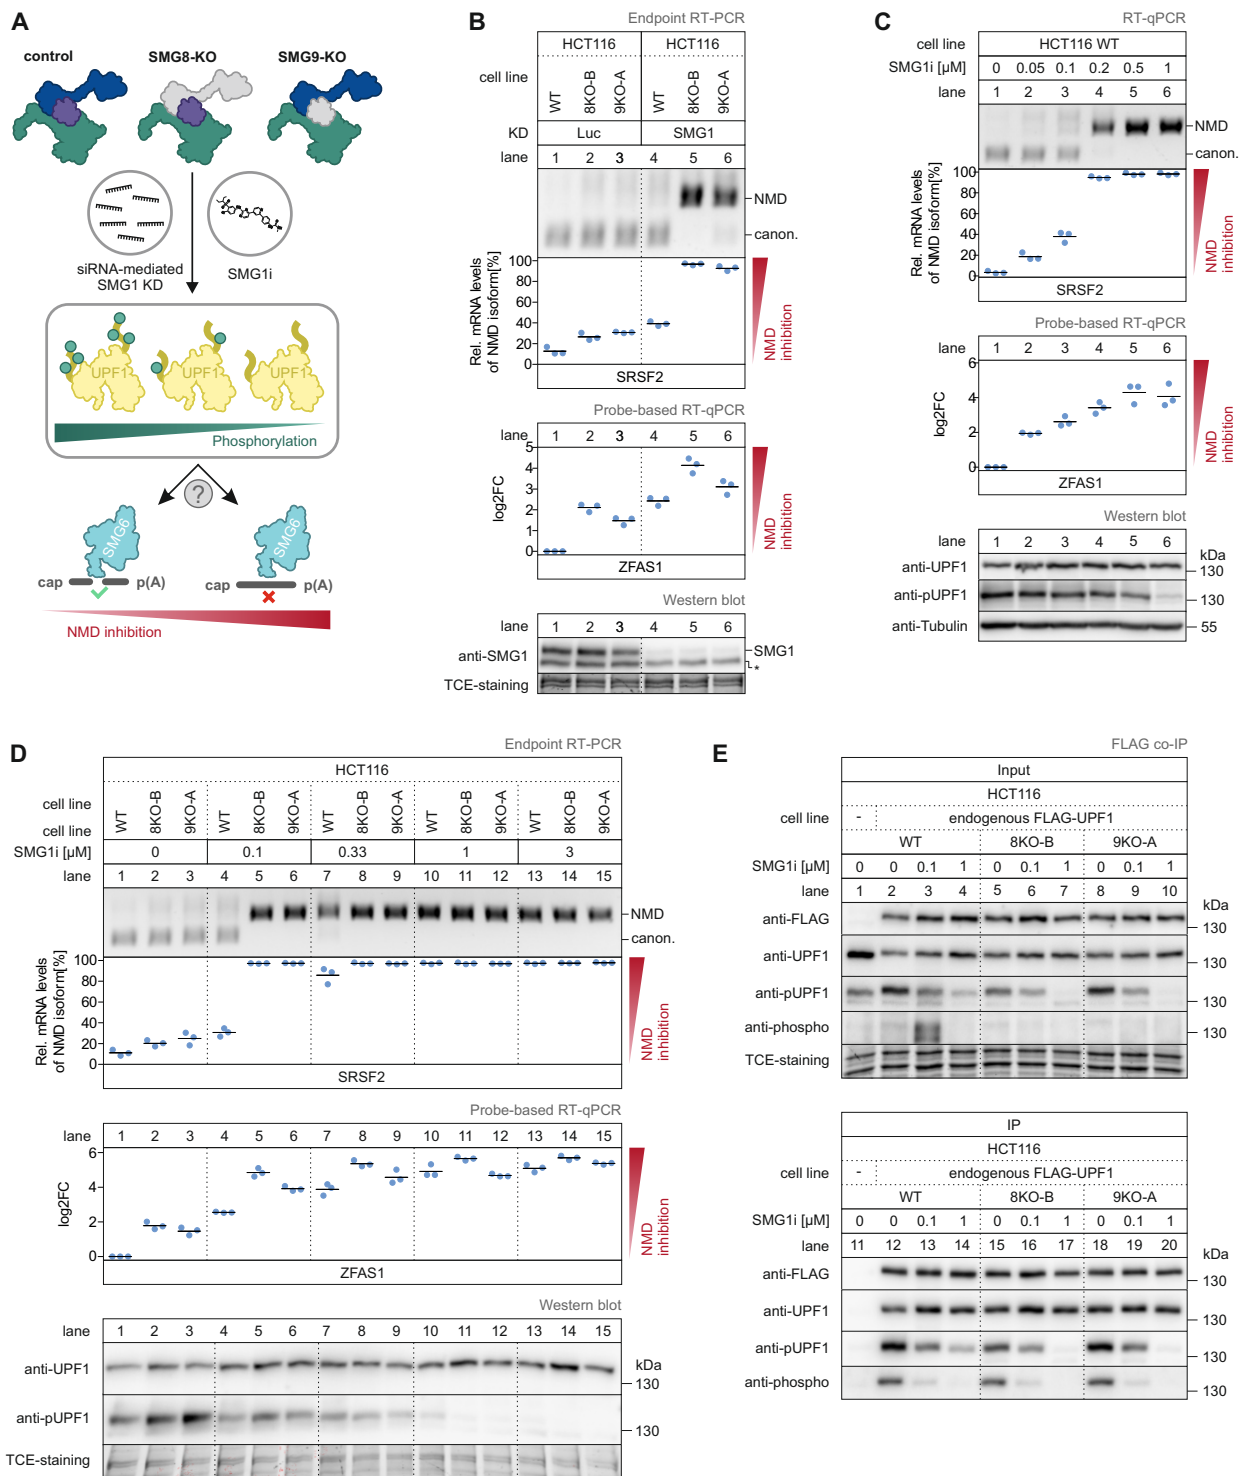 A
control SMG8-KO SMG9-KO
siRNA-mediated
SMG1 KD
SMG1i
UPF1 UPF1 UPF1
Phosphorylation
?
SMG6 SMG6
cap p(A) cap p(A)
NMD inhibition
B
Endpoint RT-PCR
HCT116 HCT116
cell line WT 8KO-B 9KO-A WT 8KO-B 9KO-A
KD Luc SMG1
lane 1 2 3 4 5 6
NMD
canon.
Rel. mRNA levels
of NMD isoform[%]
100
80
60
40
20
0
NMD
inhibition
SRSF2
Probe-based RT-qPCR
lane 1 2 3 4 5 6
log2FC
5
4
3
2
1
0
NMD
inhibition
ZFAS1
Western blot
lane 1 2 3 4 5 6
anti-SMG1 SMG1
*
TCE-staining
C
RT-qPCR
cell line HCT116 WT
SMG1i [µM] 0 0.05 0.1 0.2 0.5 1
lane 1 2 3 4 5 6
NMD
canon.
Rel. mRNA levels
of NMD isoform[%]
100
80
60
40
20
0
NMD
inhibition
SRSF2
Probe-based RT-qPCR
lane 1 2 3 4 5 6
log2FC
6
4
2
0
NMD
inhibition
ZFAS1
Western blot
lane 1 2 3 4 5 6
kDa
anti-UPF1 130
anti-pUPF1 130
anti-Tubulin 55
D
Endpoint RT-PCR
HCT116
cell line
cell line WT 8KO-B 9KO-A WT 8KO-B 9KO-A WT 8KO-B 9KO-A WT 8KO-B 9KO-A WT 8KO-B 9KO-A
SMG1i [µM] 0 0.1 0.33 1 3
lane 1 2 3 4 5 6 7 8 9 10 11 12 13 14 15
NMD
canon.
Rel. mRNA levels
of NMD isoform[%]
100
80
60
40
20
0
NMD
inhibition
SRSF2
Probe-based RT-qPCR
lane 1 2 3 4 5 6 7 8 9 10 11 12 13 14 15
log2FC
6
4
2
0
NMD
inhibition
ZFAS1
Western blot
lane 1 2 3 4 5 6 7 8 9 10 11 12 13 14 15
anti-UPF1 kDa
130
anti-pUPF1 130
TCE-staining
E
FLAG co-IP
Input
HCT116
cell line - endogenous FLAG-UPF1
WT 8KO-B 9KO-A
SMG1i [µM] 0 0 0.1 1 0 0.1 1 0 0.1 1
lane 1 2 3 4 5 6 7 8 9 10
kDa
anti-FLAG 130
anti-UPF1 130
anti-pUPF1 130
anti-phospho 130
TCE-staining
IP
HCT116
cell line - endogenous FLAG-UPF1
WT 8KO-B 9KO-A
SMG1i [µM] 0 0 0.1 1 0 0.1 1 0 0.1 1
lane 11 12 13 14 15 16 17 18 19 20
kDa
anti-FLAG 130
anti-UPF1 130
anti-pUPF1 130
anti-phospho 130